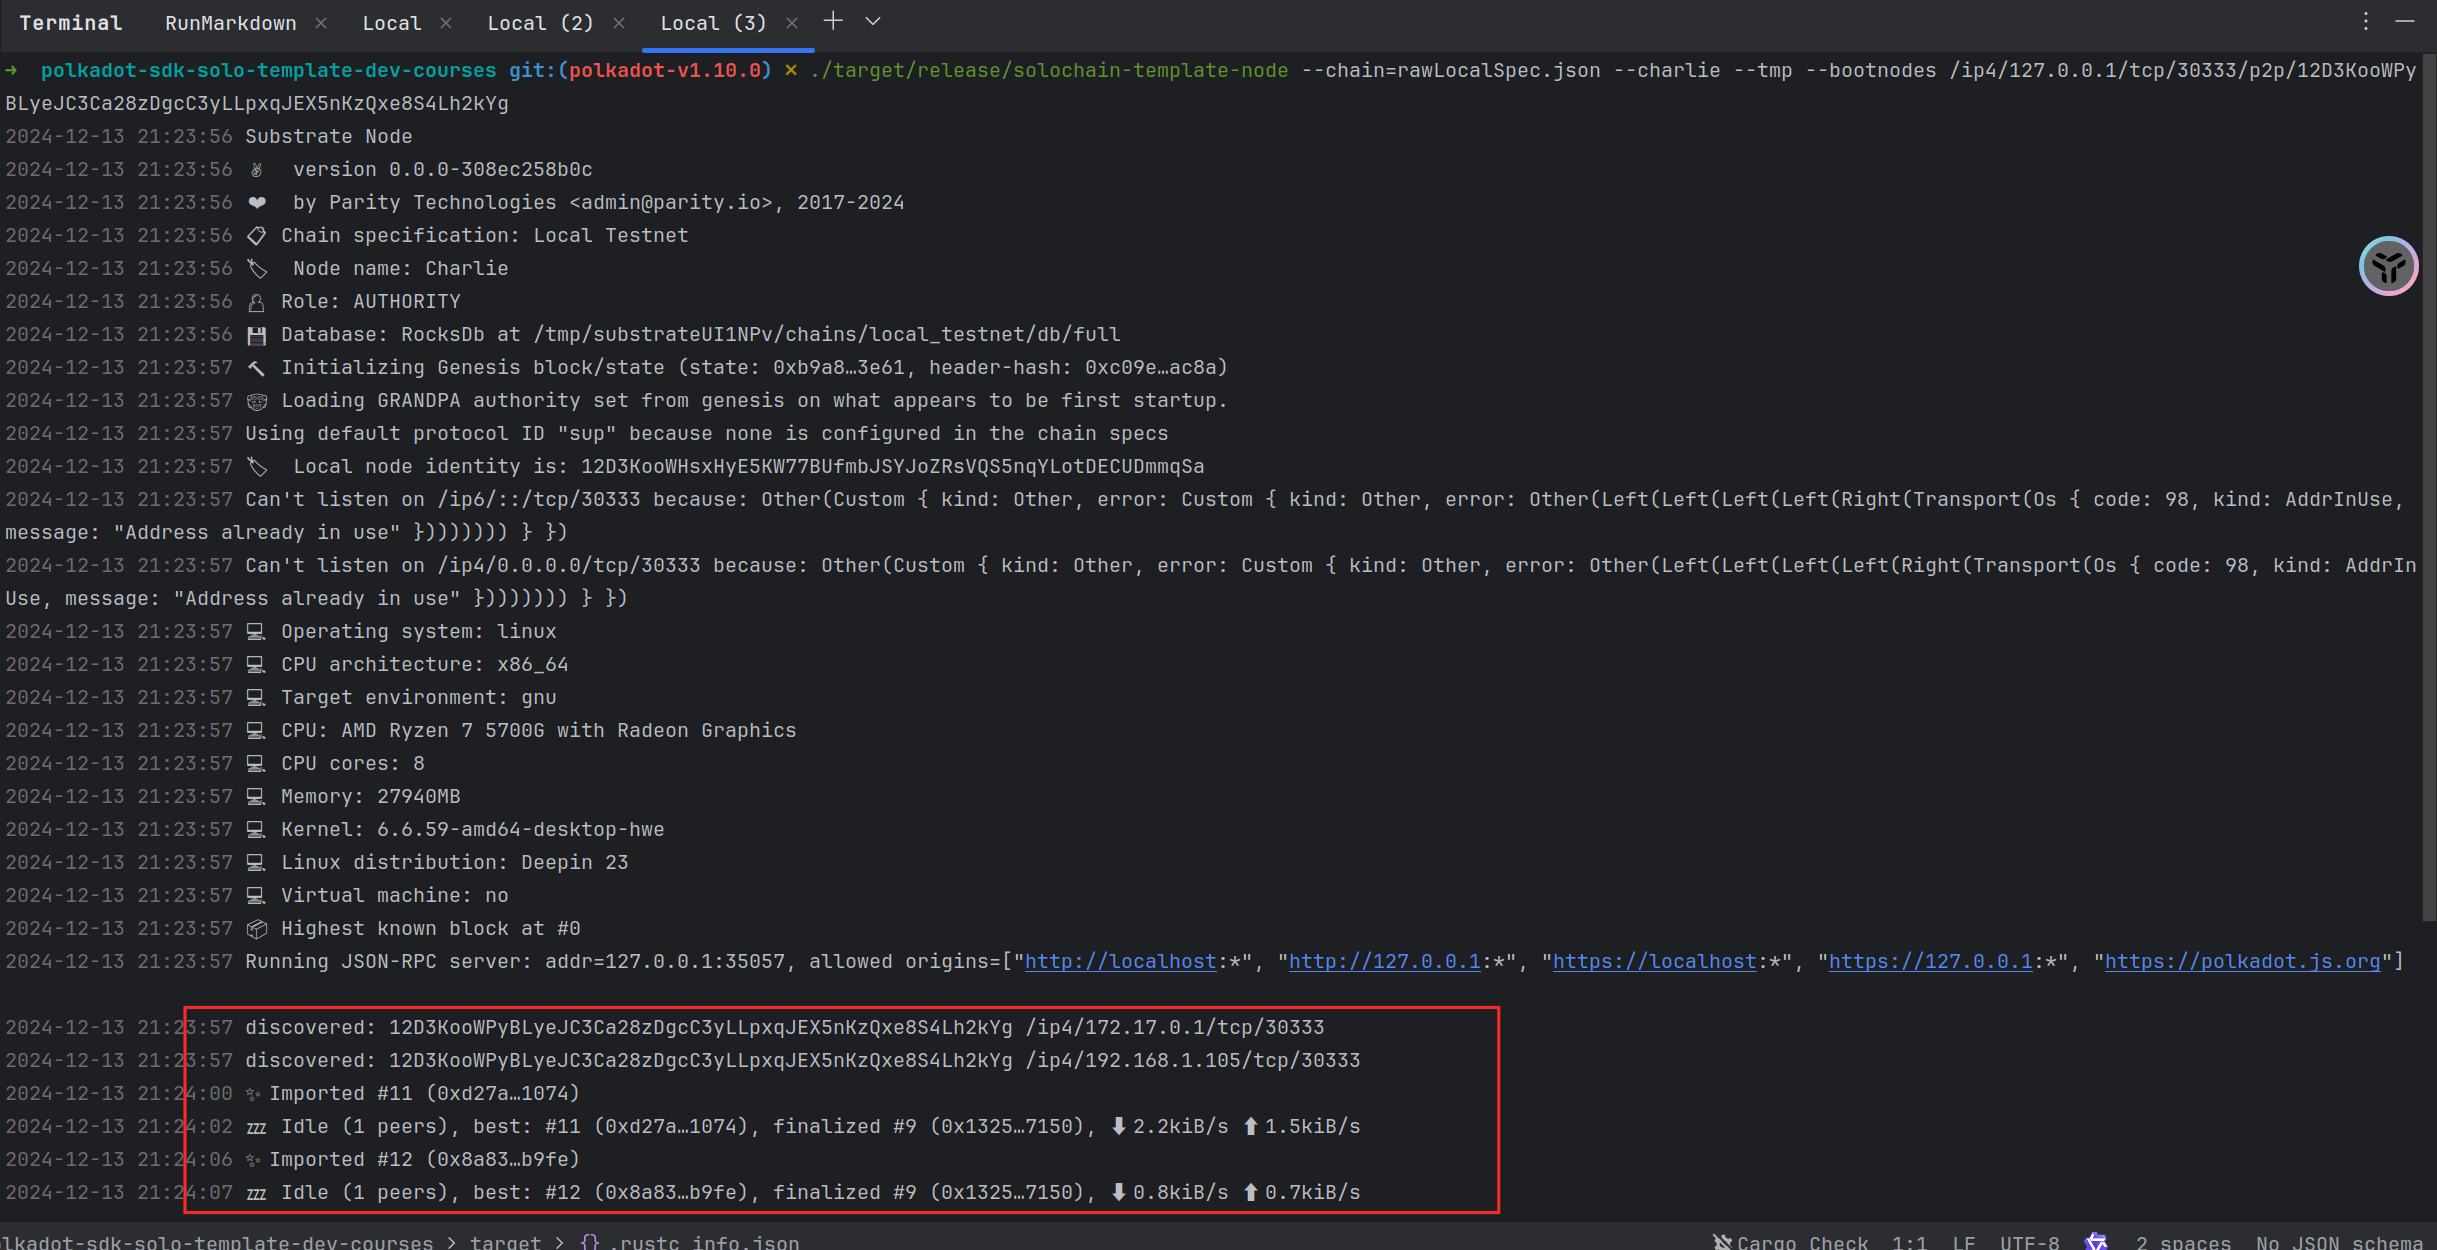 Terminal RunMarkdown × Local × Local (2) × Local (3) ×
→ polkadot-sdk-solo-template-dev-courses git:(polkadot-v1.10.0) × ./target/release/solochain-template-node --chain=rawLocalSpec.json --charlie --tmp --bootnodes /ip4/127.0.0.1/tcp/30333/p2p/12D3KooWPy
BLyeJC3Ca28zDgcC3yLLpxqJEX5nKzQxe8S4Lh2kYg
2024-12-13 21:23:56 Substrate Node
2024-12-13 21:23:56 ✌️ version 0.0.0-308ec258b0c
2024-12-13 21:23:56 ❤️ by Parity Technologies <admin@parity.io>, 2017-2024
2024-12-13 21:23:56 📋 Chain specification: Local Testnet
2024-12-13 21:23:56 🏷 Node name: Charlie
2024-12-13 21:23:56 👤 Role: AUTHORITY
2024-12-13 21:23:56 💾 Database: RocksDb at /tmp/substrateUI1NPv/chains/local_testnet/db/full
2024-12-13 21:23:57 🔨 Initializing Genesis block/state (state: 0xb9a8…3e61, header-hash: 0xc09e…ac8a)
2024-12-13 21:23:57 👴 Loading GRANDPA authority set from genesis on what appears to be first startup.
2024-12-13 21:23:57 Using default protocol ID "sup" because none is configured in the chain specs
2024-12-13 21:23:57 🏷 Local node identity is: 12D3KooWHsxHyE5KW77BUfmbJSYJoZRsVQS5nqYLotDECUDmmqSa
2024-12-13 21:23:57 Can't listen on /ip6/::/tcp/30333 because: Other(Custom { kind: Other, error: Custom { kind: Other, error: Other(Left(Left(Left(Left(Right(Transport(Os { code: 98, kind: AddrInUse,
message: "Address already in use" })))))))) } })
2024-12-13 21:23:57 Can't listen on /ip4/0.0.0.0/tcp/30333 because: Other(Custom { kind: Other, error: Custom { kind: Other, error: Other(Left(Left(Left(Left(Right(Transport(Os { code: 98, kind: AddrIn
Use, message: "Address already in use" })))))))) } })
2024-12-13 21:23:57 💻 Operating system: linux
2024-12-13 21:23:57 💻 CPU architecture: x86_64
2024-12-13 21:23:57 💻 Target environment: gnu
2024-12-13 21:23:57 💻 CPU: AMD Ryzen 7 5700G with Radeon Graphics
2024-12-13 21:23:57 💻 CPU cores: 8
2024-12-13 21:23:57 💻 Memory: 27940MB
2024-12-13 21:23:57 💻 Kernel: 6.6.59-amd64-desktop-hwe
2024-12-13 21:23:57 💻 Linux distribution: Deepin 23
2024-12-13 21:23:57 💻 Virtual machine: no
2024-12-13 21:23:57 📦 Highest known block at #0
2024-12-13 21:23:57 Running JSON-RPC server: addr=127.0.0.1:35057, allowed origins=["http://localhost:*", "http://127.0.0.1:*", "https://localhost:*", "https://127.0.0.1:*", "https://polkadot.js.org"]
2024-12-13 21:23:57 discovered: 12D3KooWPyBLyeJC3Ca28zDgcC3yLLpxqJEX5nKzQxe8S4Lh2kYg /ip4/172.17.0.1/tcp/30333
2024-12-13 21:23:57 discovered: 12D3KooWPyBLyeJC3Ca28zDgcC3yLLpxqJEX5nKzQxe8S4Lh2kYg /ip4/192.168.1.105/tcp/30333
2024-12-13 21:24:00 ✨ Imported #11 (0xd27a…1074)
2024-12-13 21:24:02 💤 Idle (1 peers), best: #11 (0xd27a…1074), finalized #9 (0x1325…7150), ⬇ 2.2kiB/s ⬆ 1.5kiB/s
2024-12-13 21:24:06 ✨ Imported #12 (0x8a83…b9fe)
2024-12-13 21:24:07 💤 Idle (1 peers), best: #12 (0x8a83…b9fe), finalized #9 (0x1325…7150), ⬇ 0.8kiB/s ⬆ 0.7kiB/s
lkadot-sdk-solo-template-dev-courses > target > {} .rustc_info.json Cargo Check 1:1 LF UTF-8 2 spaces No JSON schema